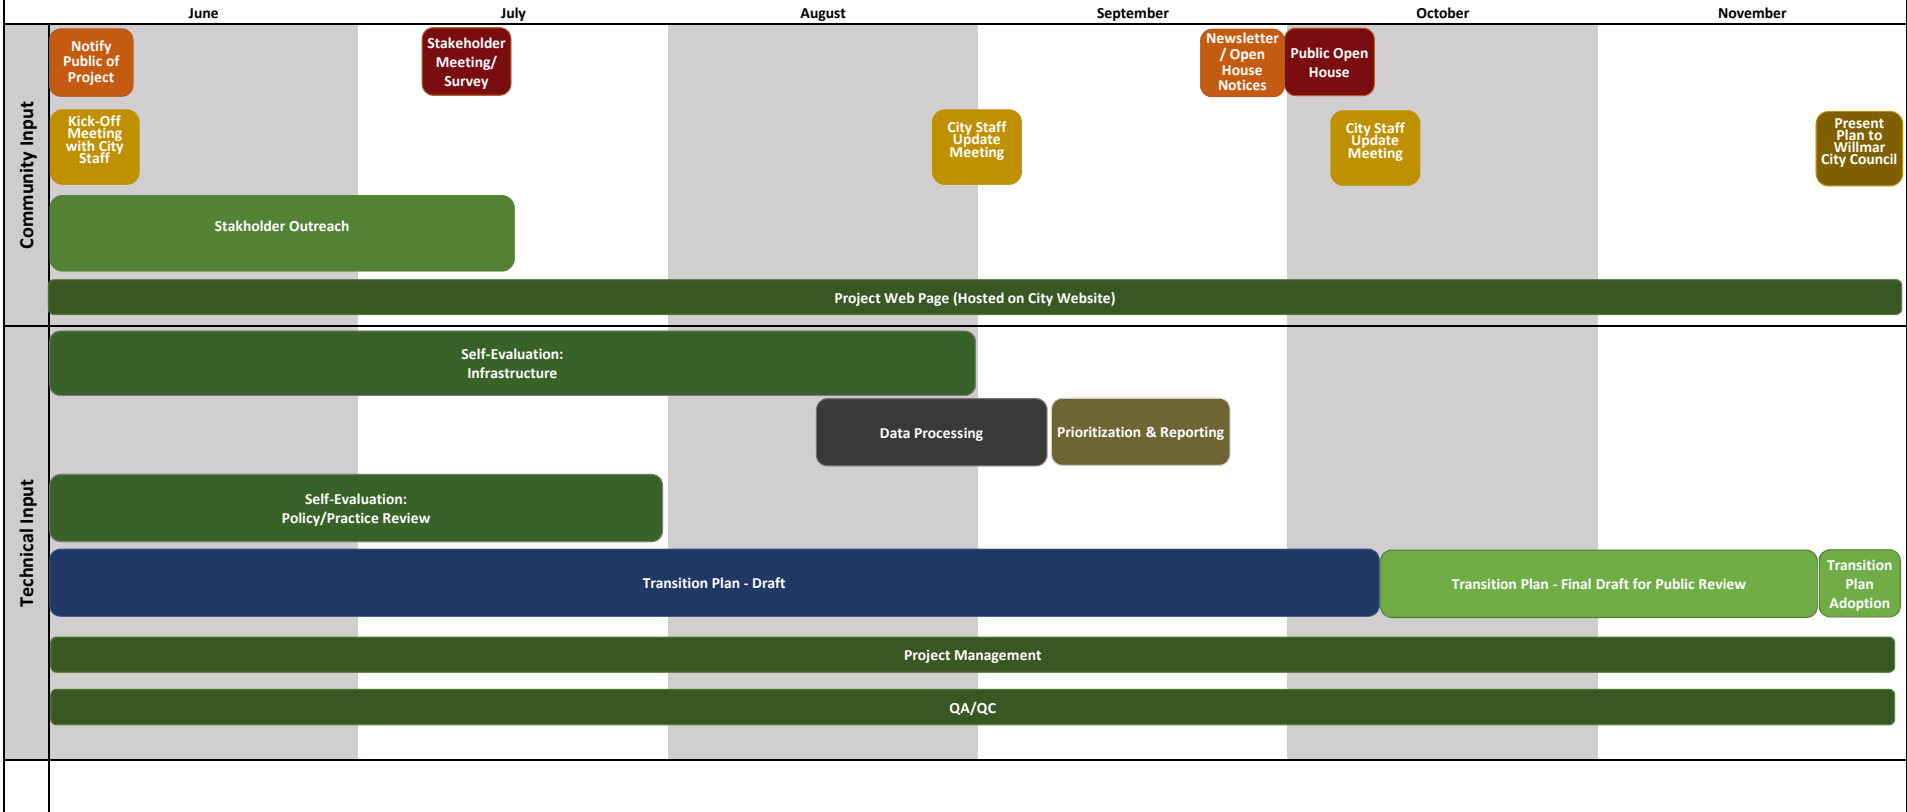 June
July
August
September
October
November
Community Input
Notify
Public of
Project
Stakeholder
Meeting/
Survey
Newsletter
/ Open
House
Notices
Public Open
House
Kick-Off
Meeting
with City
Staff
City Staff
Update
Meeting
City Staff
Update
Meeting
Present
Plan to
Willmar
City Council
Stakholder Outreach
Project Web Page (Hosted on City Website)
Technical Input
Self-Evaluation:
Infrastructure
Data Processing
Prioritization & Reporting
Self-Evaluation:
Policy/Practice Review
Transition Plan - Draft
Transition Plan - Final Draft for Public Review
Transition
Plan
Adoption
Project Management
QA/QC